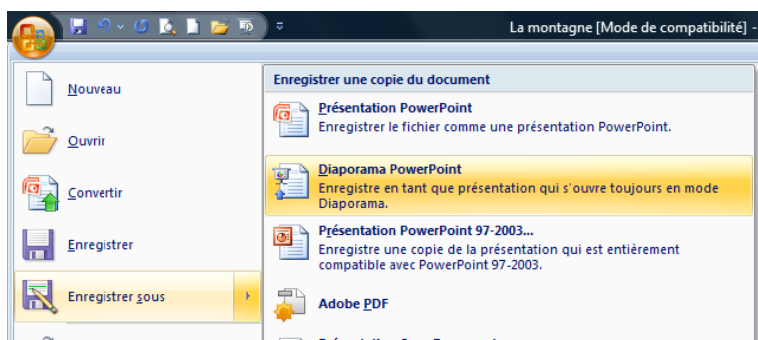 La montagne [Mode de compatibilité] -
Nouveau
Ouvrir
Convertir
Enregistrer
Enregistrer sous
Enregistrer une copie du document
Présentation PowerPoint
Enregistrer le fichier comme une présentation PowerPoint.
Diaporama PowerPoint
Enregistre en tant que présentation qui s'ouvre toujours en mode
Diaporama.
Présentation PowerPoint 97-2003...
Enregistre une copie de la présentation qui est entièrement
compatible avec PowerPoint 97-2003.
Adobe PDF